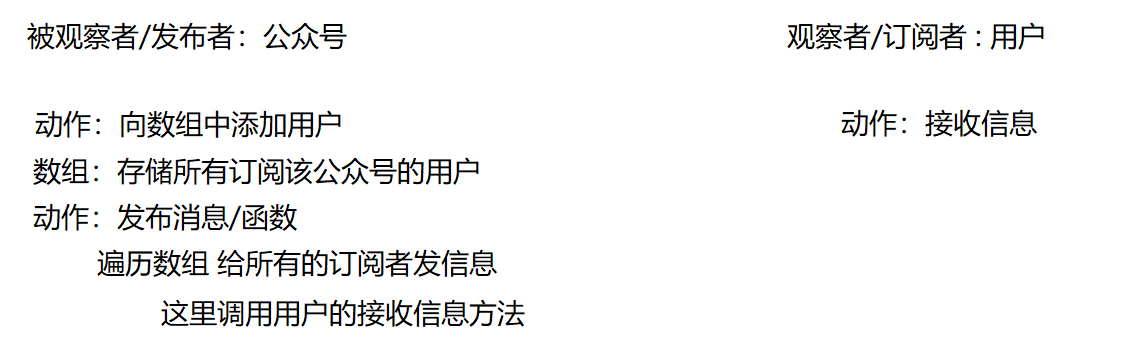 被观察者/发布者：公众号
观察者/订阅者 : 用户
动作：向数组中添加用户
动作：接收信息
数组：存储所有订阅该公众号的用户
动作：发布消息/函数
遍历数组 给所有的订阅者发信息
这里调用用户的接收信息方法